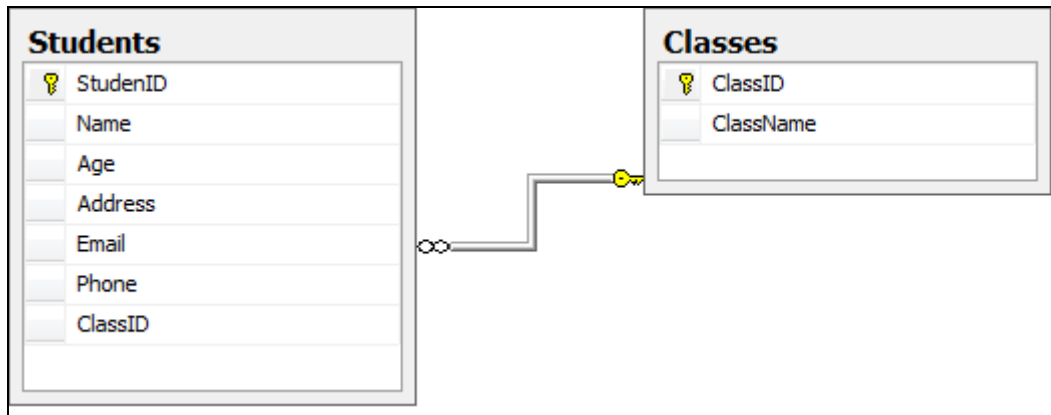 Students
StudenID
Name
Age
Address
Email
Phone
ClassID
Classes
ClassID
ClassName